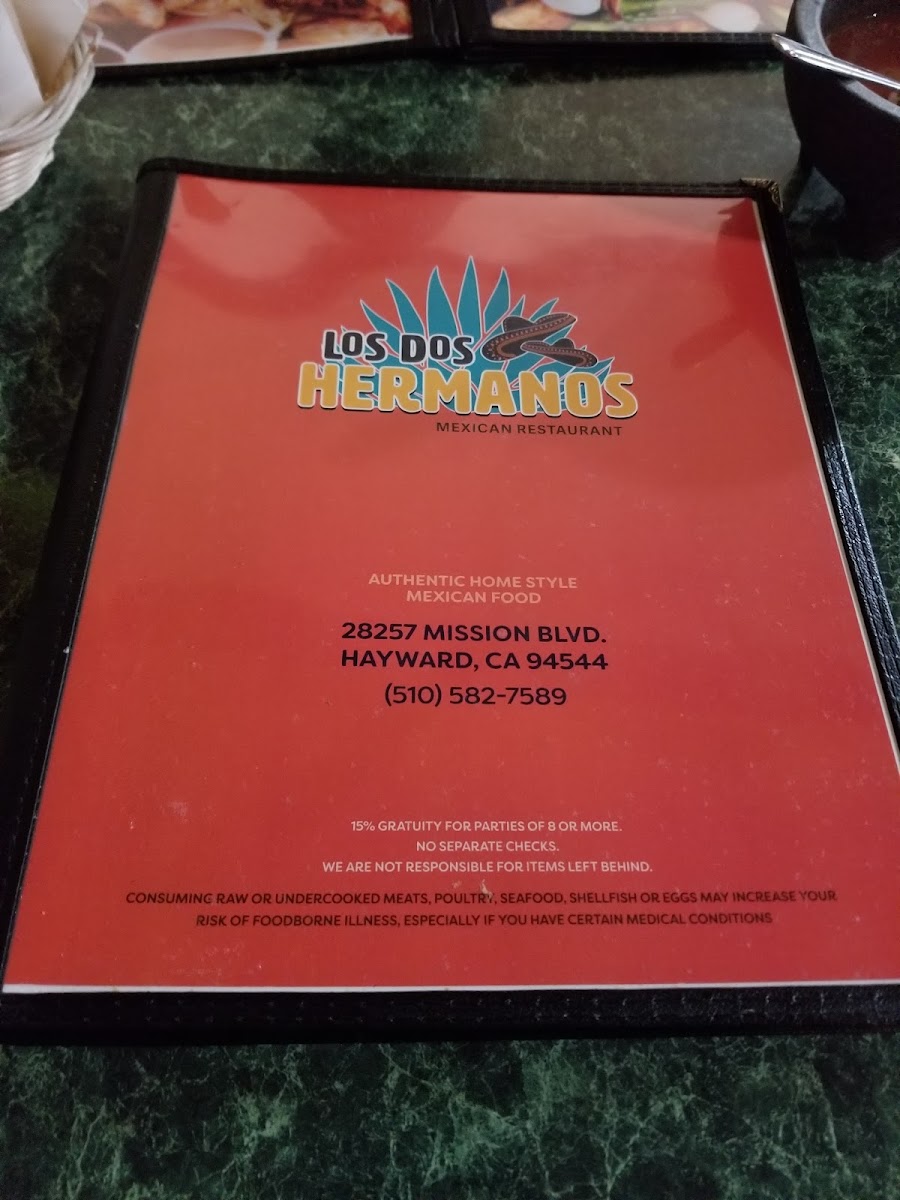 LOS DOS
HERMANOS
MEXICAN RESTAURANT
AUTHENTIC HOME STYLE
MEXICAN FOOD
28257 MISSION BLVD.
HAYWARD, CA 94544
(510) 582-7589
15% GRATUITY FOR PARTIES OF 8 OR MORE.
NO SEPARATE CHECKS.
WE ARE NOT RESPONSIBLE FOR ITEMS LEFT BEHIND.
CONSUMING RAW OR UNDERCOOKED MEATS, POULTRY, SEAFOOD, SHELLFISH OR EGGS MAY INCREASE YOUR
RISK OF FOODBORNE ILLNESS, ESPECIALLY IF YOU HAVE CERTAIN MEDICAL CONDITIONS